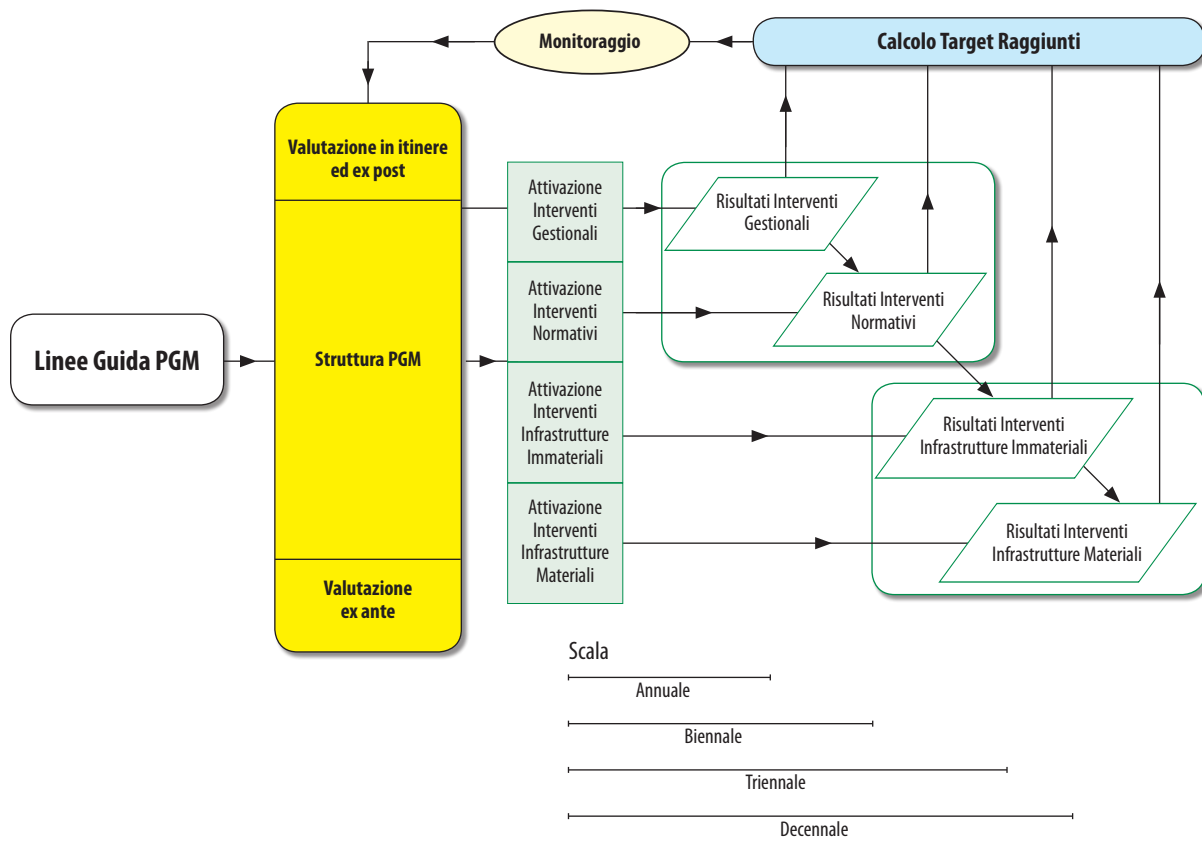 Monitoraggio
Calcolo Target Raggiunti
Valutazione in itinere
ed ex post
Attivazione
Interventi
Gestionali
Risultati Interventi
Gestionali
Attivazione
Interventi
Normativi
Risultati Interventi
Normativi
Linee Guida PGM
Struttura PGM
Attivazione
Interventi
Infrastrutture
Immateriali
Risultati Interventi
Infrastrutture Immateriali
Attivazione
Interventi
Infrastrutture
Materiali
Risultati Interventi
Infrastrutture Materiali
Valutazione
ex ante
Scala
Annuale
Biennale
Triennale
Decennale